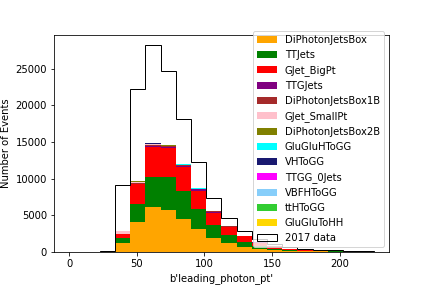 DiPhotonJetsBox
TTJets
GJet_BigPt
TTGJets
DiPhotonJetsBox1B
GJet_SmallPt
DiPhotonJetsBox2B
GluGluHToGG
VHToGG
TTGG_0Jets
VBFHToGG
ttHToGG
GluGluToHH
2017 data
Number of Events
25000
20000
15000
10000
5000
0
0 50 100 150 200
b'leading_photon_pt'